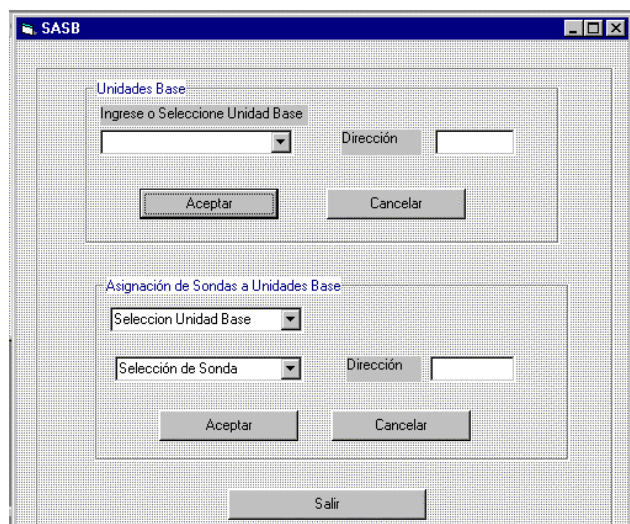 SASB
Unidades Base
Ingrese o Seleccione Unidad Base
Dirección
Aceptar Cancelar
Asignación de Sondas a Unidades Base
Seleccion Unidad Base
Selección de Sonda Dirección
Aceptar Cancelar
Salir